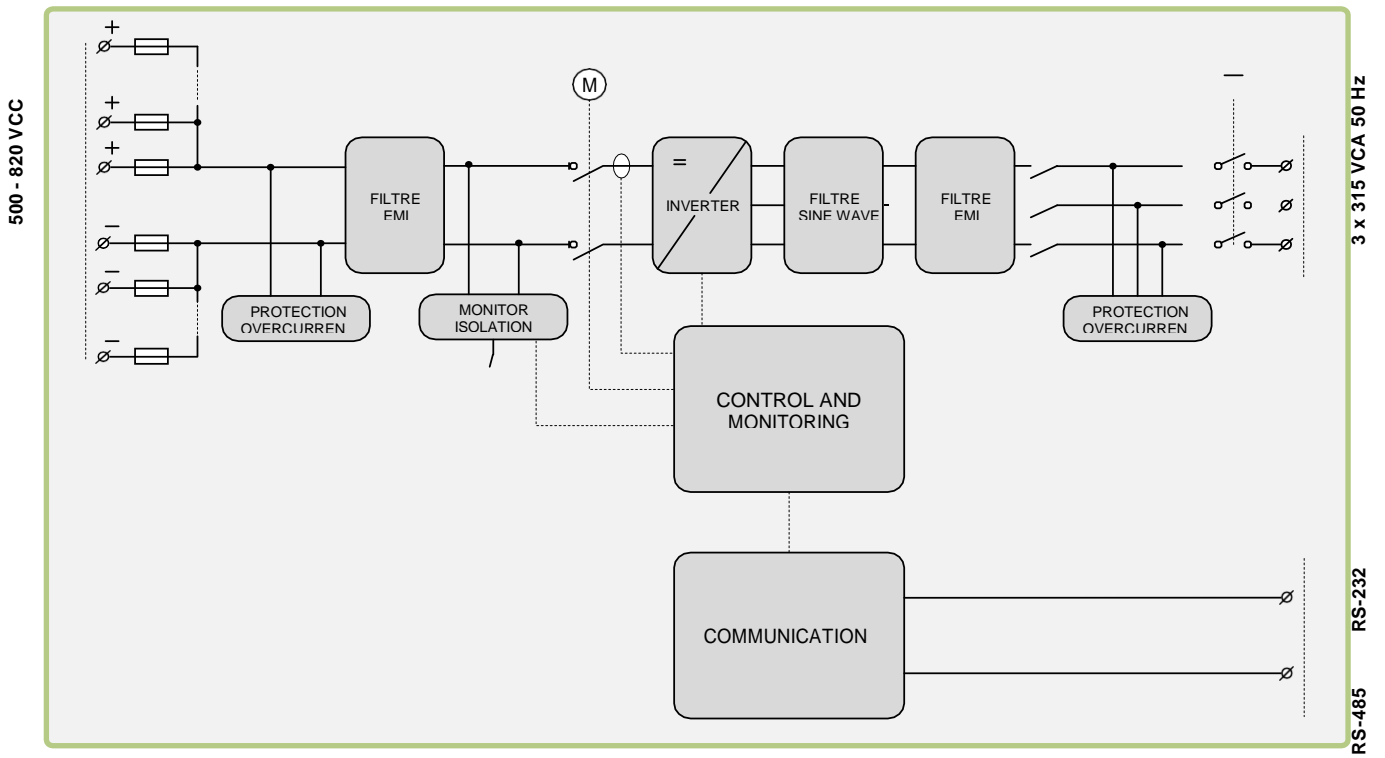 500 - 820 VCC
+
+
+
–
–
–
M
FILTRE
EMI
=
INVERTER
FILTRE
SINE WAVE
FILTRE
EMI
3 x 315 VCA 50 Hz
PROTECTION
OVERCURREN
MONITOR
ISOLATION
PROTECTION
OVERCURREN
CONTROL AND
MONITORING
COMMUNICATION
RS-232
RS-485